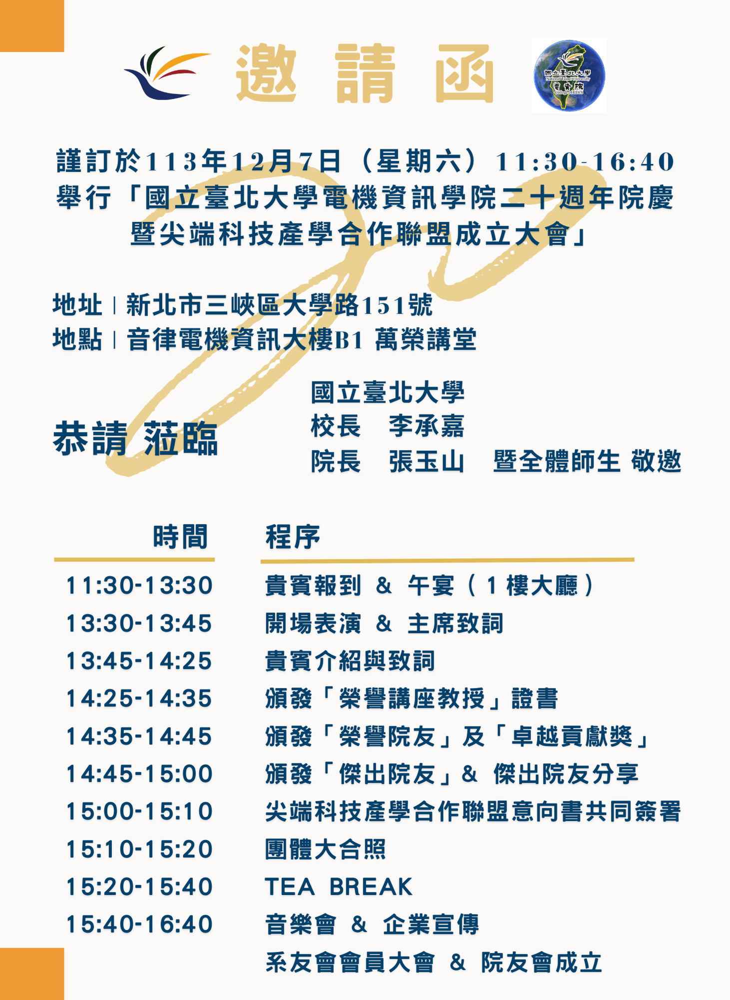 邀請函
國立臺北大學
National Taipei University
電資院
College of EECS
謹訂於113年12月7日（星期六）11:30-16:40
舉行「國立臺北大學電機資訊學院二十週年院慶
暨尖端科技產學合作聯盟成立大會」
地址 | 新北市三峽區大學路151號
地點 | 音律電機資訊大樓B1 萬榮講堂
國立臺北大學
校長　李承嘉
恭請 蒞臨
院長　張玉山　暨全體師生 敬邀
時間 程序
11:30-13:30 貴賓報到 & 午宴（1樓大廳）
13:30-13:45 開場表演 & 主席致詞
13:45-14:25 貴賓介紹與致詞
14:25-14:35 頒發「榮譽講座教授」證書
14:35-14:45 頒發「榮譽院友」及「卓越貢獻獎」
14:45-15:00 頒發「傑出院友」& 傑出院友分享
15:00-15:10 尖端科技產學合作聯盟意向書共同簽署
15:10-15:20 團體大合照
15:20-15:40 TEA BREAK
15:40-16:40 音樂會 & 企業宣傳
系友會會員大會 & 院友會成立